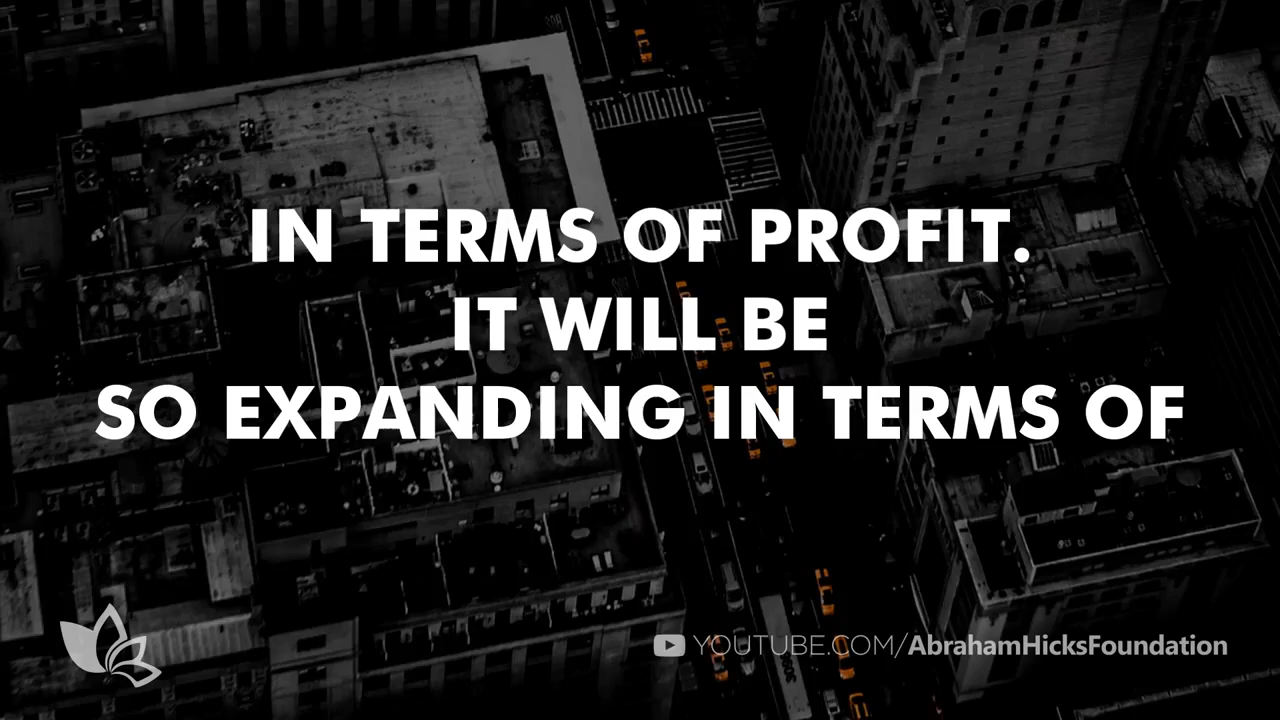 IN TERMS OF PROFIT.
IT WILL BE
SO EXPANDING IN TERMS OF
YOUTUBE.COM/AbrahamHicksFoundation